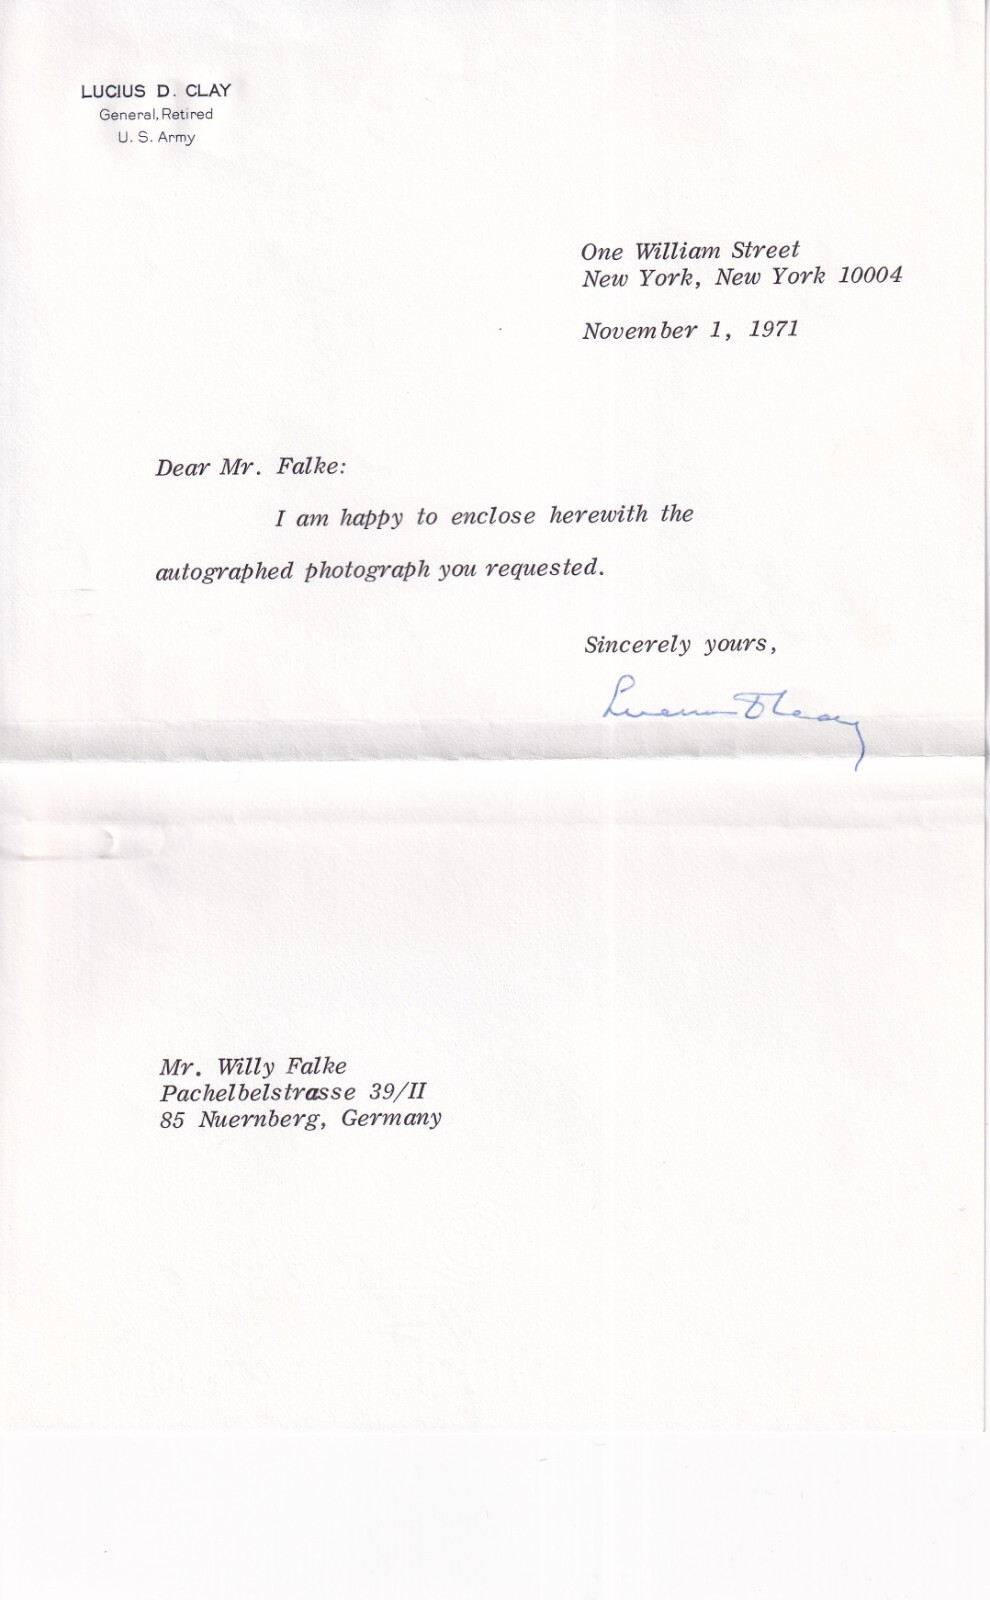 LUCIUS D. CLAY
General, Retired
U. S. Army
One William Street
New York, New York 10004
November 1, 1971
Dear Mr. Falke:
I am happy to enclose herewith the
autographed photograph you requested.
Sincerely yours,
Lucius D Clay
Mr. Willy Falke
Pachelbelstrasse 39/II
85 Nuernberg, Germany